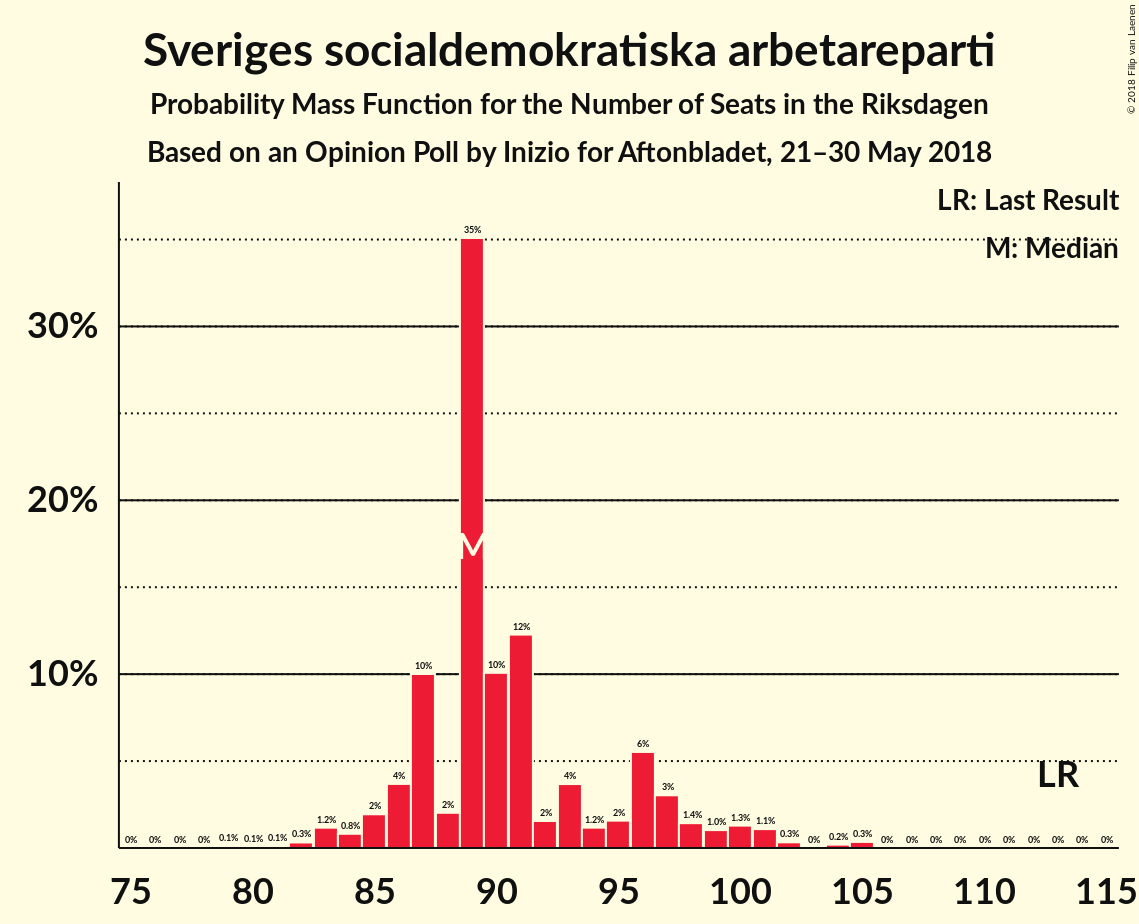 Sveriges socialdemokratiska arbetareparti
Probability Mass Function for the Number of Seats in the Riksdagen
Based on an Opinion Poll by Inizio for Aftonbladet, 21–30 May 2018
© 2018 Filip van Laenen
LR: Last Result
M: Median
30%
20%
10%
0% 0% 0% 0% 0.1% 0.1% 0.1% 0.3% 1.2% 0.8% 2% 4% 10% 2% 35% 10% 12% 2% 4% 1.2% 2% 6% 3% 1.4% 1.0% 1.3% 1.1% 0.3% 0% 0.2% 0.3% 0% 0% 0% 0% 0% 0% 0% 0% 0% 0%
M
LR
75 80 85 90 95 100 105 110 115